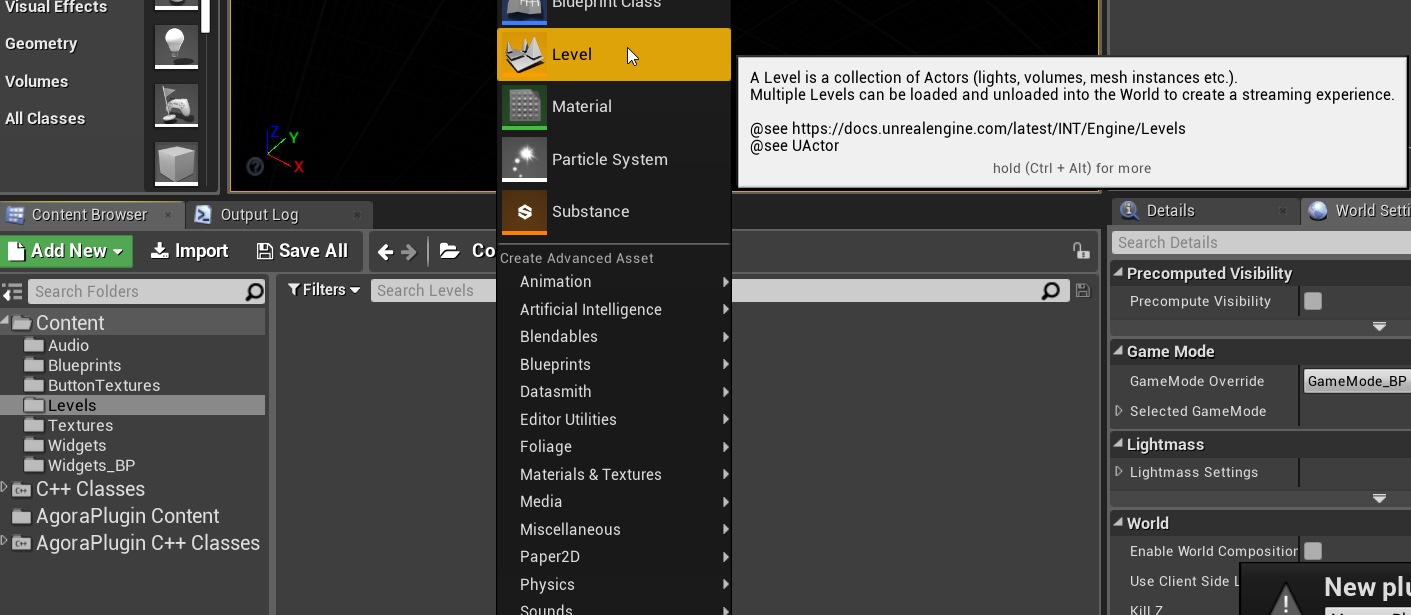 Visual Effects
Geometry
Volumes
All Classes
Z
Y
X
Blueprint Class
Level
Material
Particle System
Substance
A Level is a collection of Actors (lights, volumes, mesh instances etc.).
Multiple Levels can be loaded and unloaded into the World to create a streaming experience.
@see https://docs.unrealengine.com/latest/INT/Engine/Levels
@see UActor
hold (Ctrl + Alt) for more
Content Browser
Output Log
Add New
Import
Save All
Co
Search Folders
Filters
Search Levels
Content
Audio
Blueprints
ButtonTextures
Levels
Textures
Widgets
Widgets_BP
C++ Classes
AgoraPlugin Content
AgoraPlugin C++ Classes
Create Advanced Asset
Animation
Artificial Intelligence
Blendables
Blueprints
Datasmith
Editor Utilities
Foliage
Materials & Textures
Media
Miscellaneous
Paper2D
Physics
Sounds
Details
World Setti
Search Details
Precomputed Visibility
Precompute Visibility
Game Mode
GameMode Override
GameMode_BP
Selected GameMode
Lightmass
Lightmass Settings
World
Enable World Composition
Use Client Side L
Kill Z
New plu